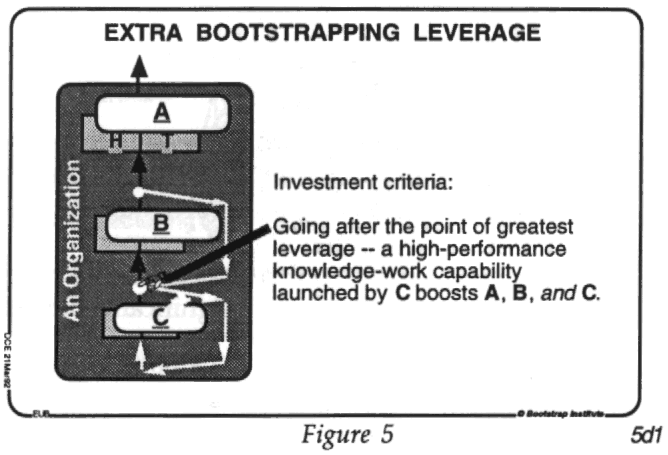 EXTRA BOOTSTRAPPING LEVERAGE
A
H T
An Organization
B
C
Investment criteria:
Going after the point of greatest
leverage -- a high-performance
knowledge-work capability
launched by C boosts A, B, and C.
DCE 21Mar92
EUB
© Bootstrap Institute
Figure 5
5d1